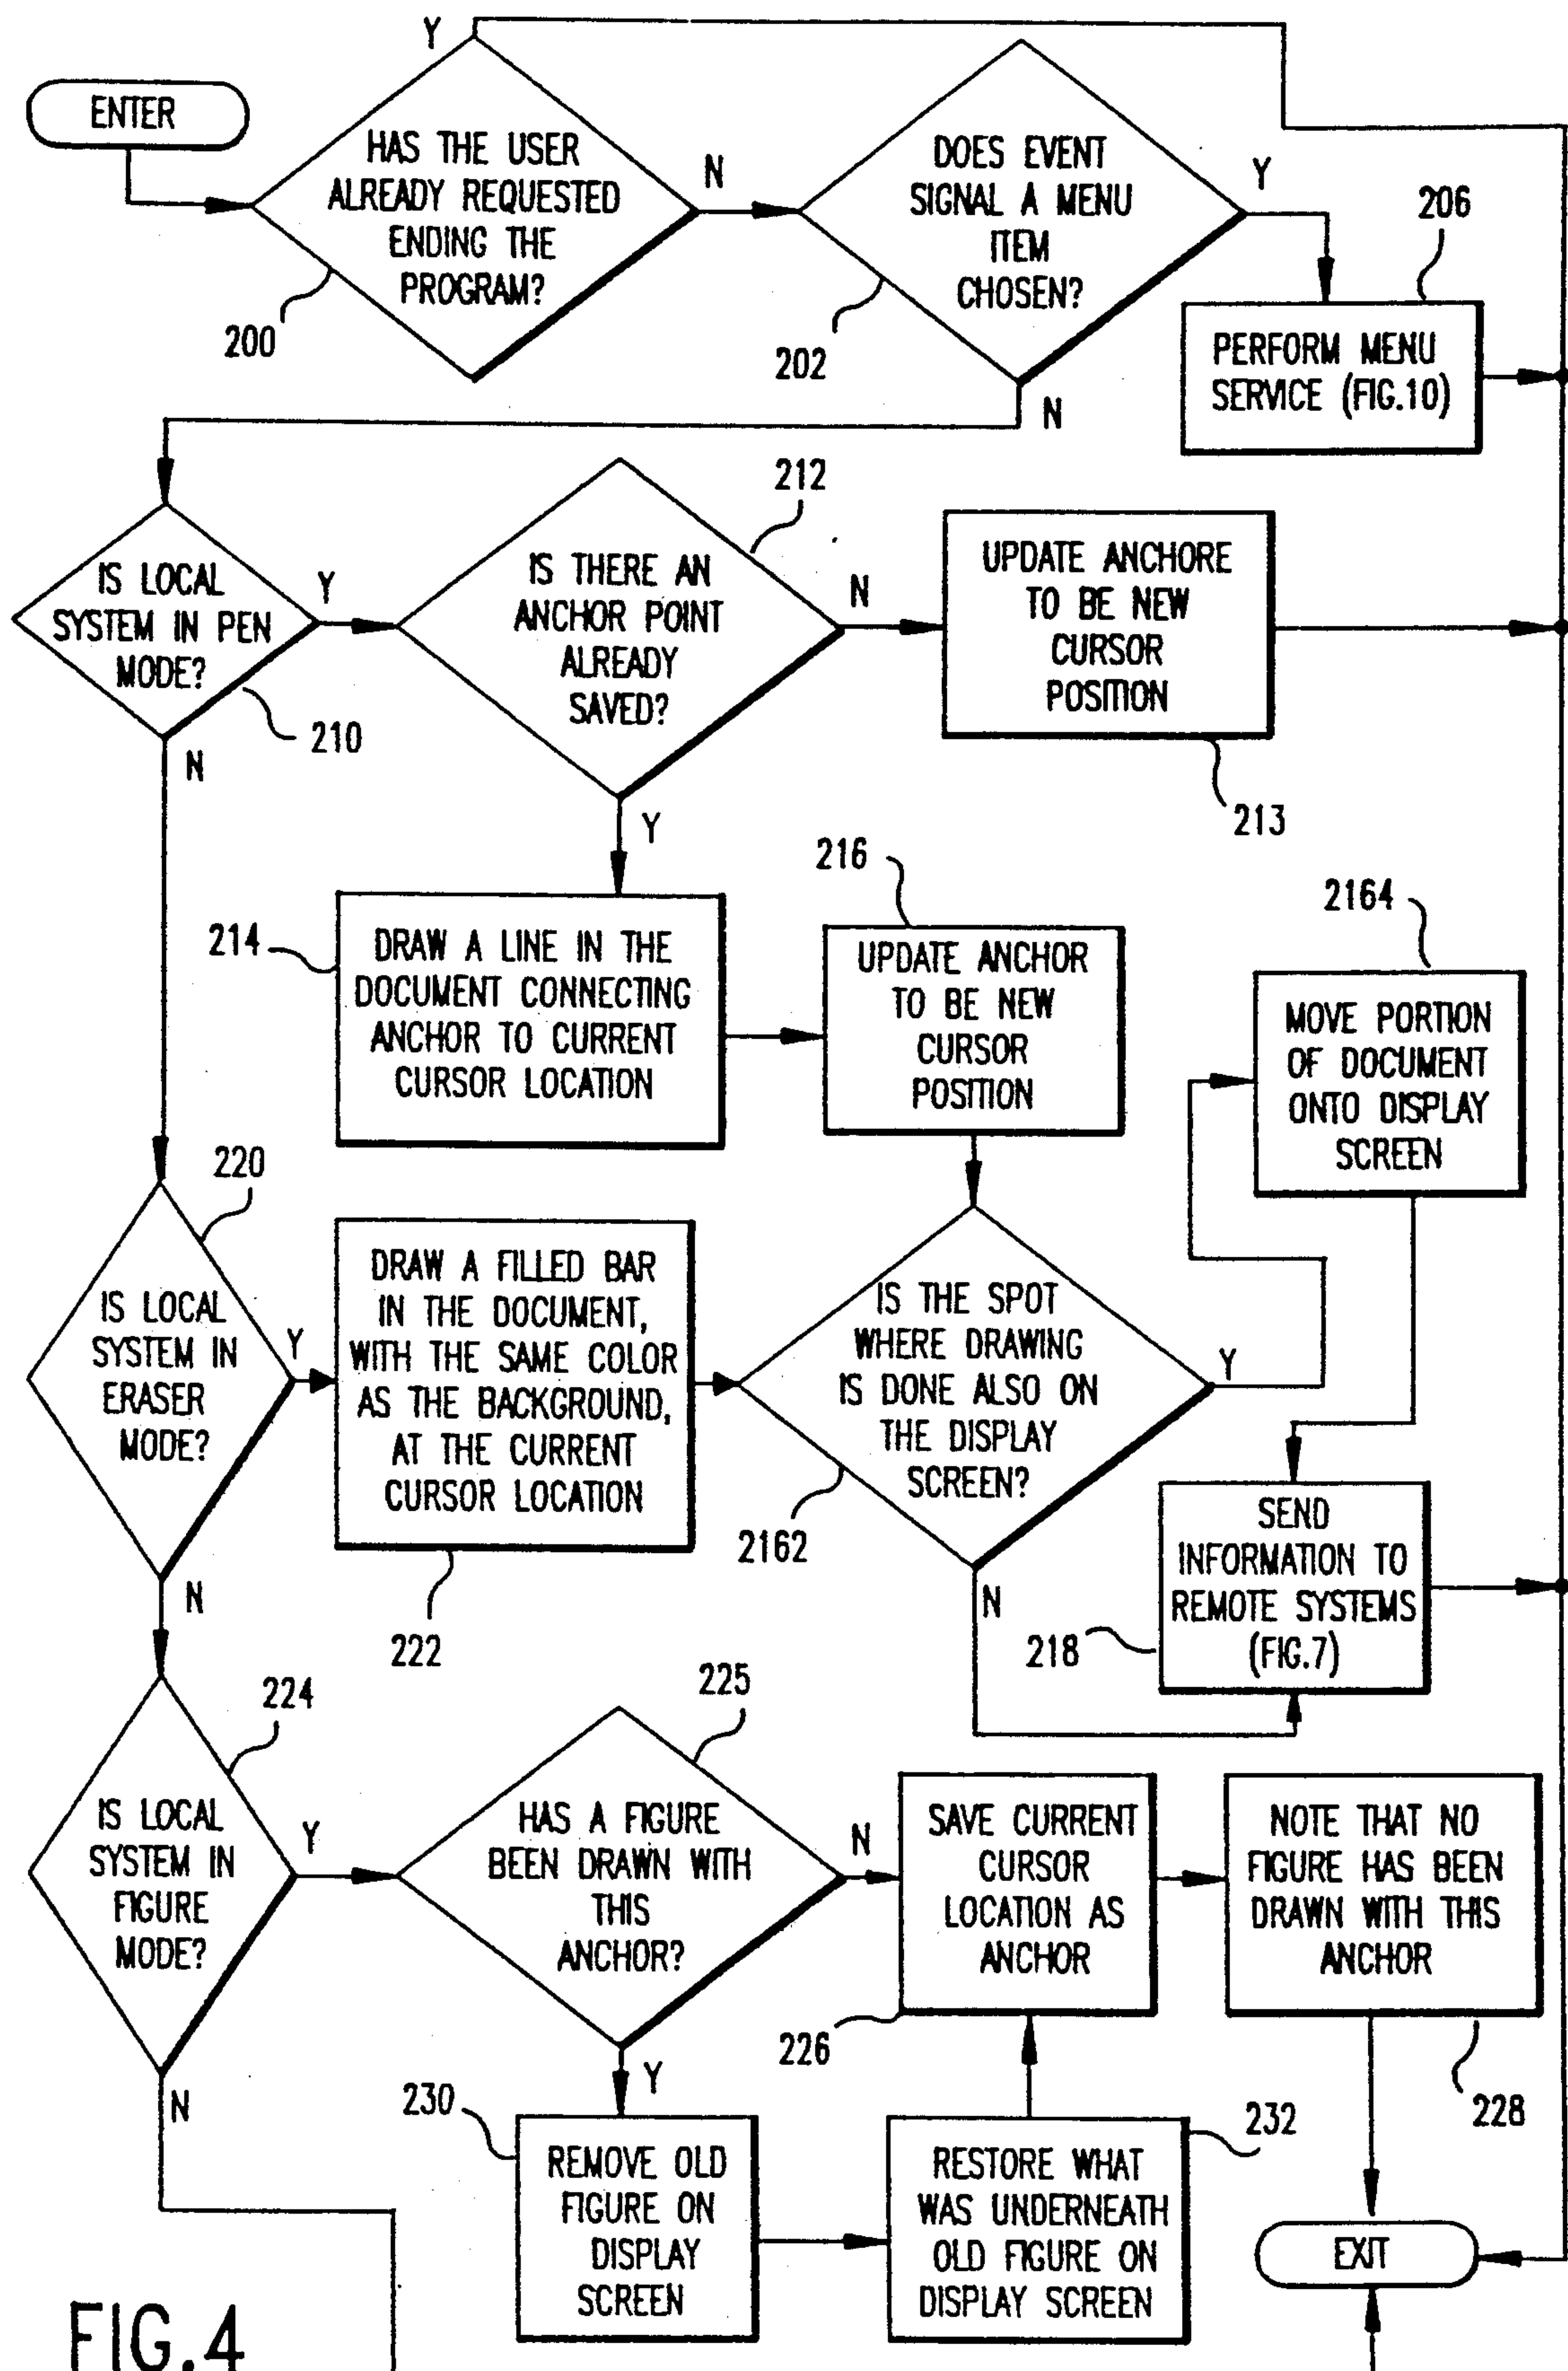 Y
ENTER
HAS THE USER
ALREADY REQUESTED
ENDING THE
PROGRAM?
200
N
DOES EVENT
SIGNAL A MENU
ITEM
CHOSEN?
202
Y
206
PERFORM MENU
SERVICE (FIG.10)
N
IS LOCAL
SYSTEM IN PEN
MODE?
210
Y
N
212
IS THERE AN
ANCHOR POINT
ALREADY
SAVED?
N
Y
UPDATE ANCHORE
TO BE NEW
CURSOR
POSITION
213
214
DRAW A LINE IN THE
DOCUMENT CONNECTING
ANCHOR TO CURRENT
CURSOR LOCATION
216
UPDATE ANCHOR
TO BE NEW
CURSOR
POSITION
2164
MOVE PORTION
OF DOCUMENT
ONTO DISPLAY
SCREEN
220
IS LOCAL
SYSTEM IN
ERASER
MODE?
Y
N
DRAW A FILLED BAR
IN THE DOCUMENT,
WITH THE SAME COLOR
AS THE BACKGROUND,
AT THE CURRENT
CURSOR LOCATION
222
IS THE SPOT
WHERE DRAWING
IS DONE ALSO ON
THE DISPLAY
SCREEN?
2162
Y
N
SEND
INFORMATION TO
REMOTE SYSTEMS
(FIG.7)
218
224
IS LOCAL
SYSTEM IN
FIGURE
MODE?
Y
N
225
HAS A FIGURE
BEEN DRAWN WITH
THIS
ANCHOR?
N
Y
SAVE CURRENT
CURSOR
LOCATION AS
ANCHOR
226
NOTE THAT NO
FIGURE HAS BEEN
DRAWN WITH THIS
ANCHOR
228
230
REMOVE OLD
FIGURE ON
DISPLAY
SCREEN
232
RESTORE WHAT
WAS UNDERNEATH
OLD FIGURE ON
DISPLAY SCREEN
EXIT
FIG.4